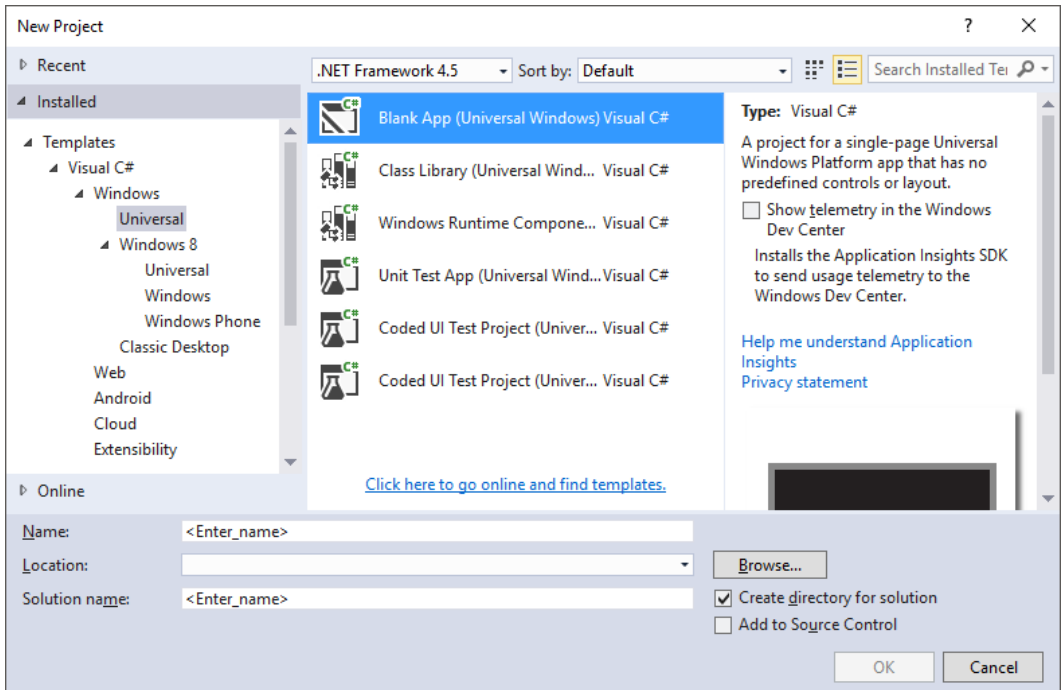 New Project
?
Recent
Installed
Templates
Visual C#
Windows
Universal
Windows 8
Universal
Windows
Windows Phone
Classic Desktop
Web
Android
Cloud
Extensibility
Online
.NET Framework 4.5
Sort by: Default
Search Installed Te
C# Blank App (Universal Windows) Visual C#
C# Class Library (Universal Wind... Visual C#
C# Windows Runtime Compone... Visual C#
C# Unit Test App (Universal Wind... Visual C#
C# Coded UI Test Project (Univer... Visual C#
C# Coded UI Test Project (Univer... Visual C#
Click here to go online and find templates.
Type: Visual C#
A project for a single-page Universal
Windows Platform app that has no
predefined controls or layout.
Show telemetry in the Windows
Dev Center
Installs the Application Insights SDK
to send usage telemetry to the
Windows Dev Center.
Help me understand Application
Insights
Privacy statement
Name: <Enter_name>
Location:
Browse...
Solution name: <Enter_name>
Create directory for solution
Add to Source Control
OK
Cancel